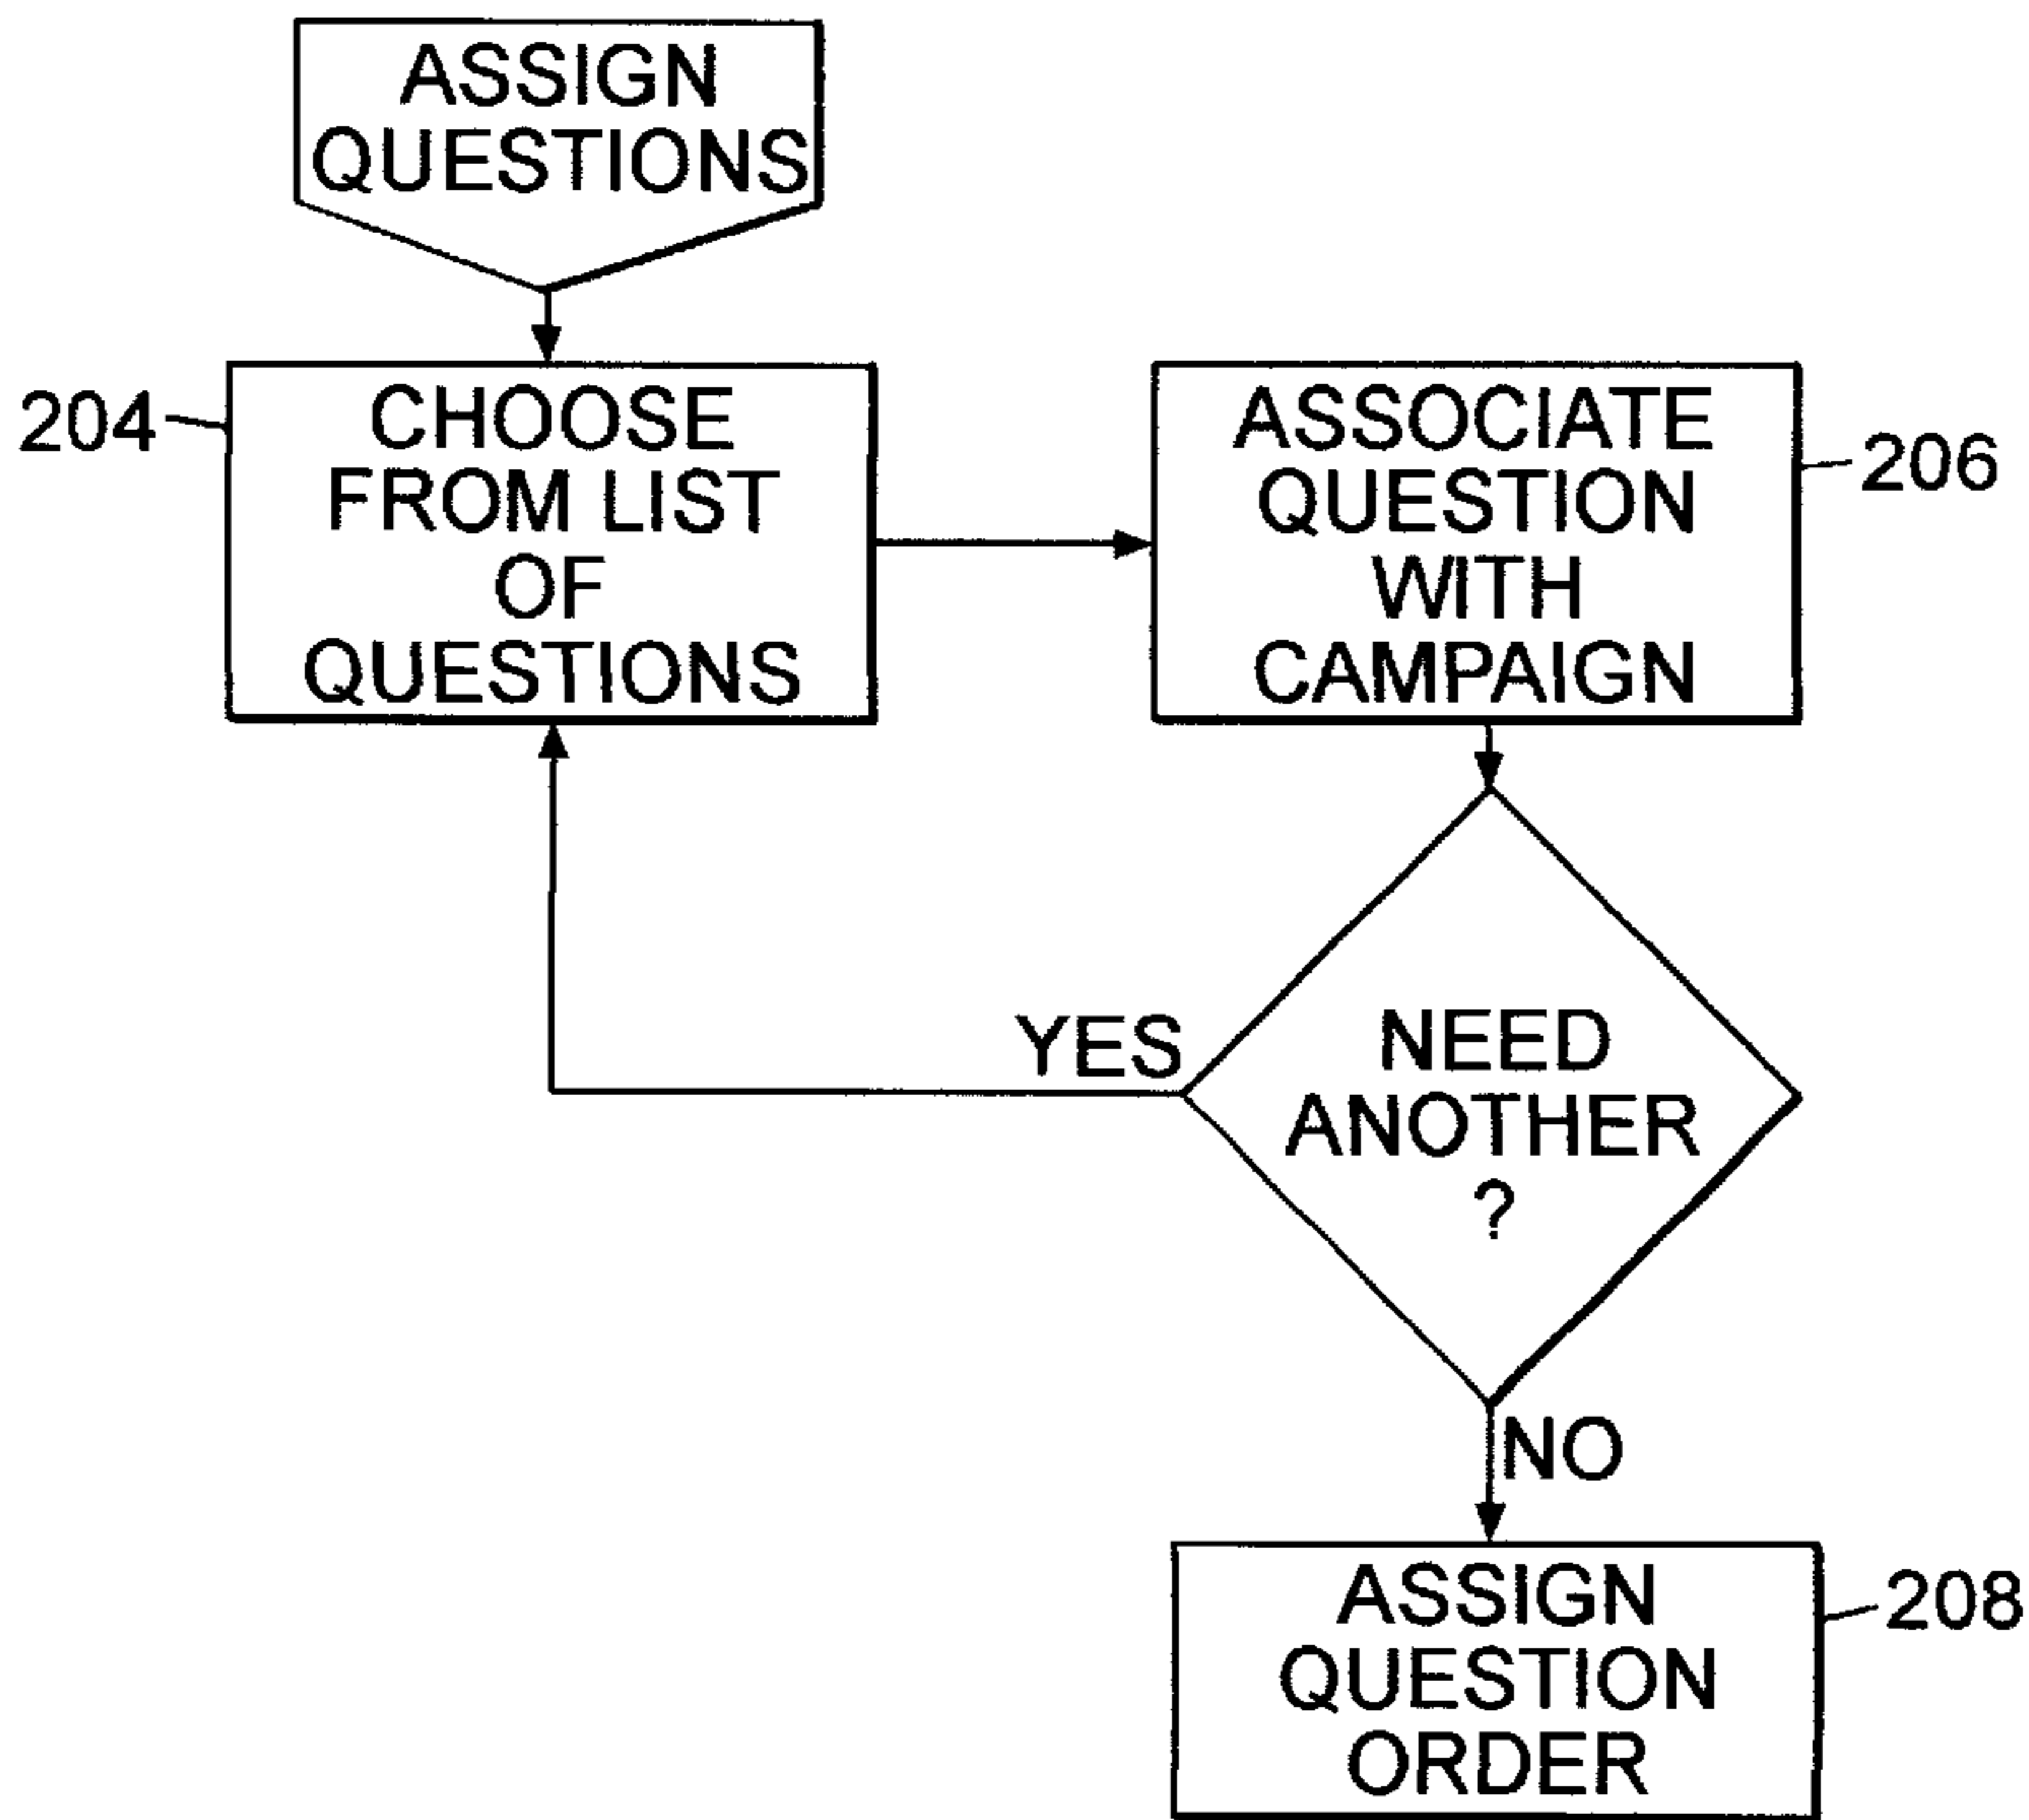 ASSIGN
QUESTIONS
204
CHOOSE
FROM LIST
OF
QUESTIONS
ASSOCIATE
QUESTION
WITH
CAMPAIGN
206
YES
NEED
ANOTHER
?
NO
ASSIGN
QUESTION
ORDER
208